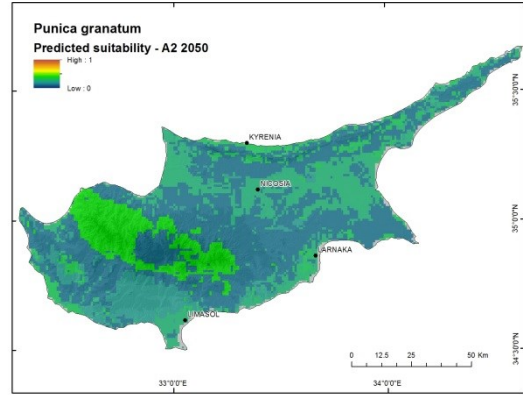 Punica granatum
Predicted suitability - A2 2050
High : 1
Low : 0
KYRENIA
NICOSIA
ARNAKA
LIMASOL
35°30'0"N
35°0'0"N
34°30'0"N
0 12.5 25 50 Km
33°0'0"E 34°0'0"E